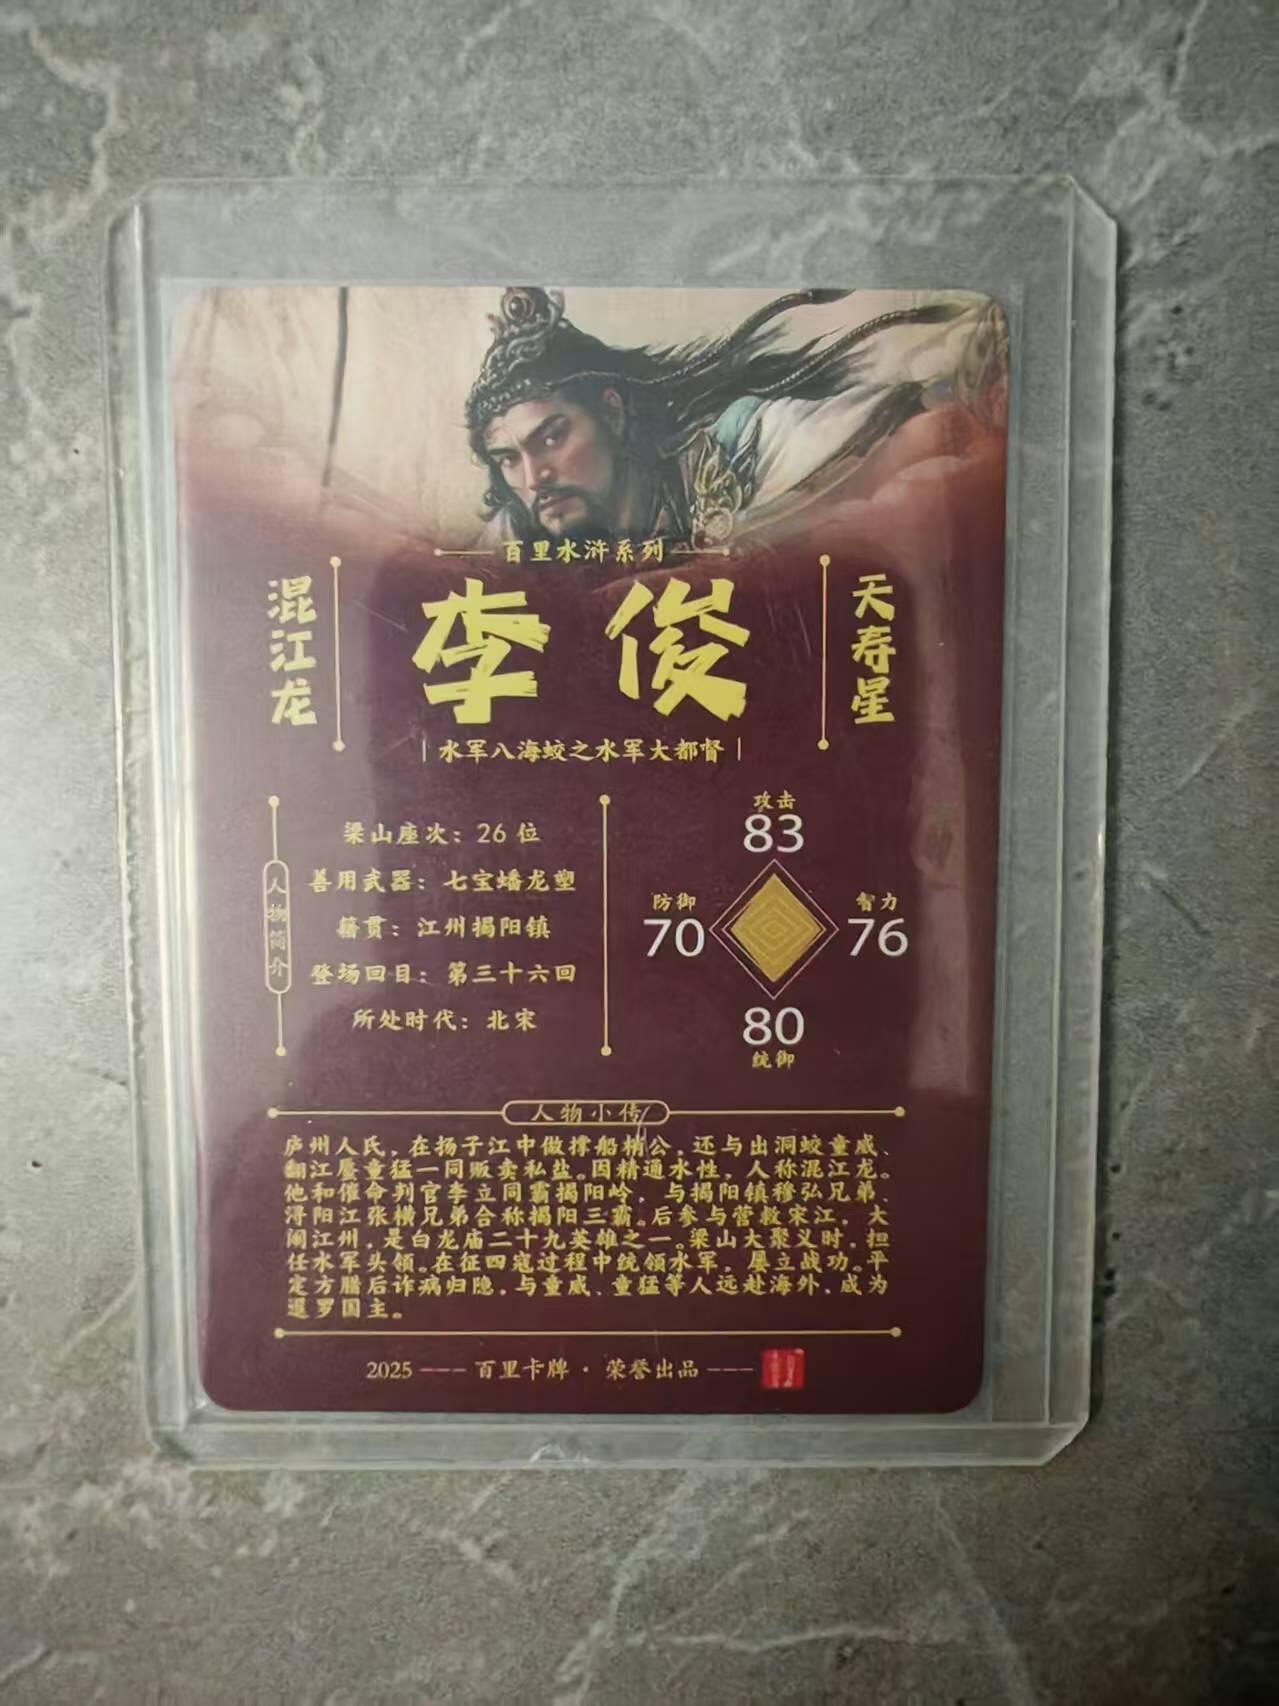 百里水浒系列
混江龙
李俊
天寿星
水军八海蛟之水军大都督
人物简介
梁山座次：26 位
善用武器：七宝蟠龙塑
籍贯：江州揭阳镇
登场回目：第三十六回
所处时代：北宋
攻击
83
防御
70
智力
76
80
统御
人物小传
庐州人氏，在扬子江中做撑船梢公，还与出洞蛟童威、
翻江蜃童猛一同贩卖私盐。因精通水性，人称混江龙。
他和催命判官李立同霸揭阳岭，与揭阳镇穆弘兄弟、
浔阳江张横兄弟合称揭阳三霸。后参与营救宋江，大
闹江州，是白龙庙二十九英雄之一。梁山大聚义时，担
任水军头领。在征四寇过程中统领水军，屡立战功。平
定方腊后诈病归隐，与童威、童猛等人远赴海外，成为
暹罗国主。
2025 --- 百里卡牌 · 荣誉出品 ---